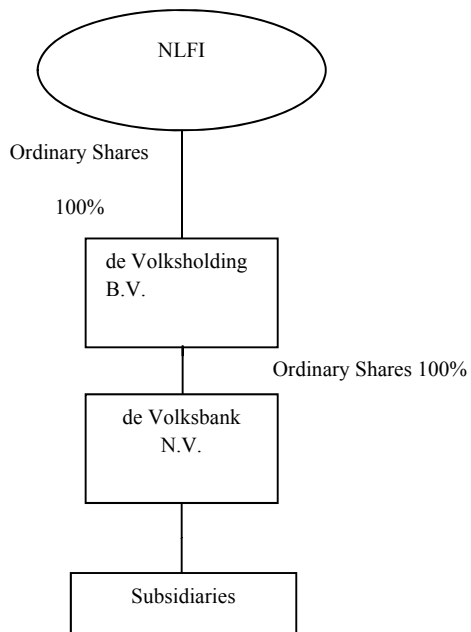 NLFI
Ordinary Shares
100%
de Volksholding
B.V.
Ordinary Shares 100%
de Volksbank
N.V.
Subsidiaries